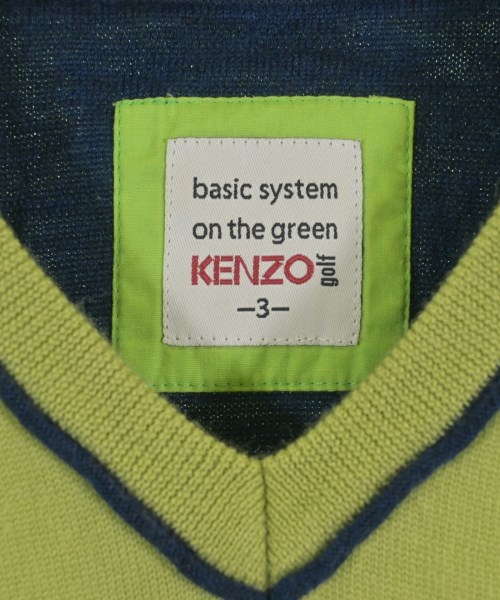 basic system
on the green
KENZO golf
—3—